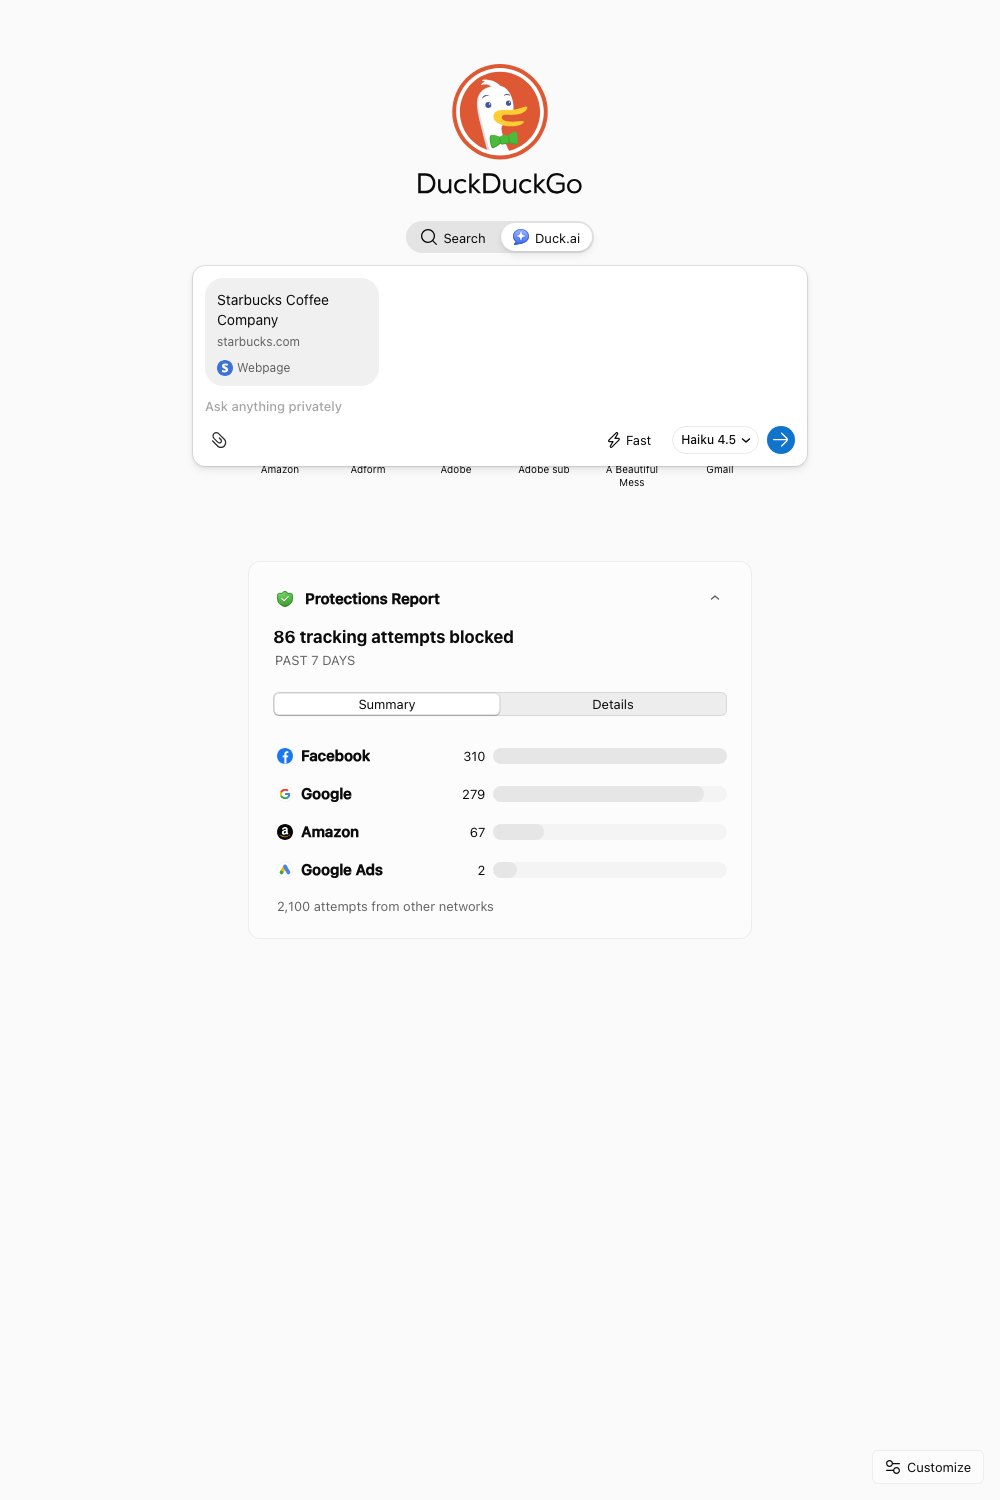 DuckDuckGo
Search
Duck.ai
Starbucks Coffee
Company
starbucks.com
Webpage
Ask anything privately
Fast
Haiku 4.5
Amazon
Adform
Adobe
Adobe sub
A Beautiful
Mess
Gmail
Protections Report
86 tracking attempts blocked
PAST 7 DAYS
Summary
Details
Facebook 310
Google 279
Amazon 67
Google Ads 2
2,100 attempts from other networks
Customize